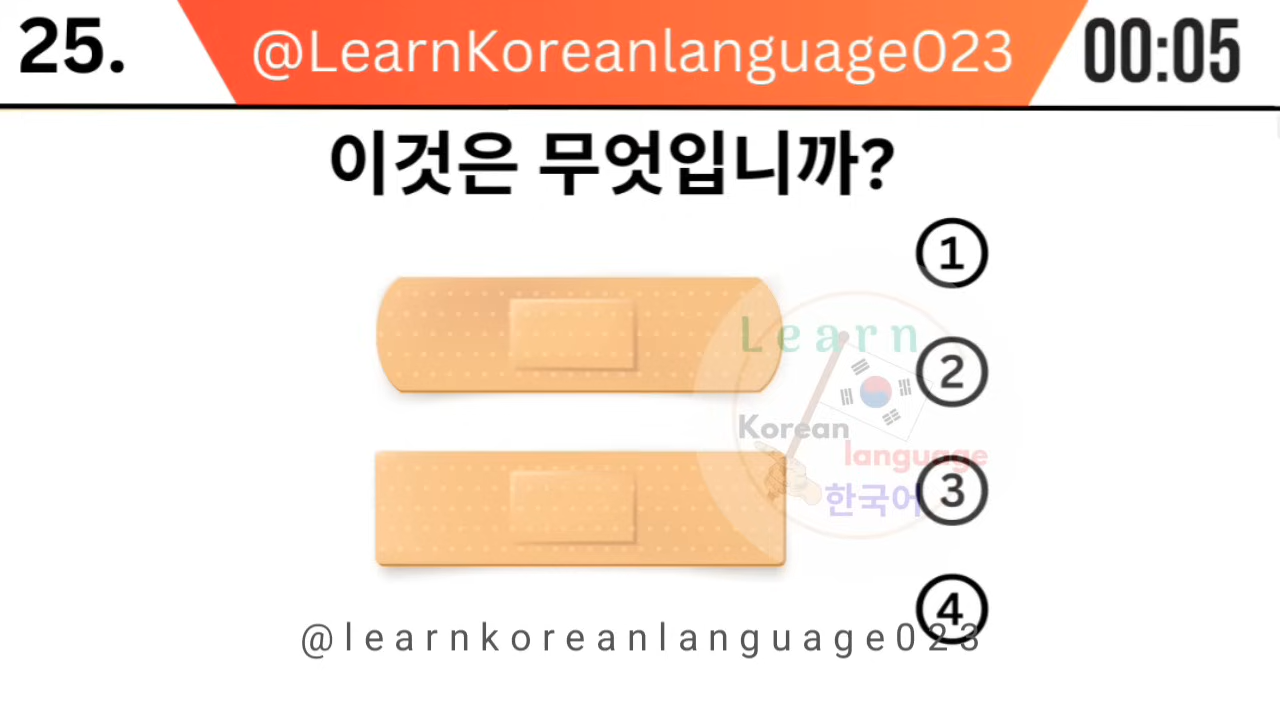 25.
@LearnKoreanlanguage023
00:05
이것은 무엇입니까?
1
2
3
4
Learn
Korean
language
한국어
@learnkoreanlanguage023